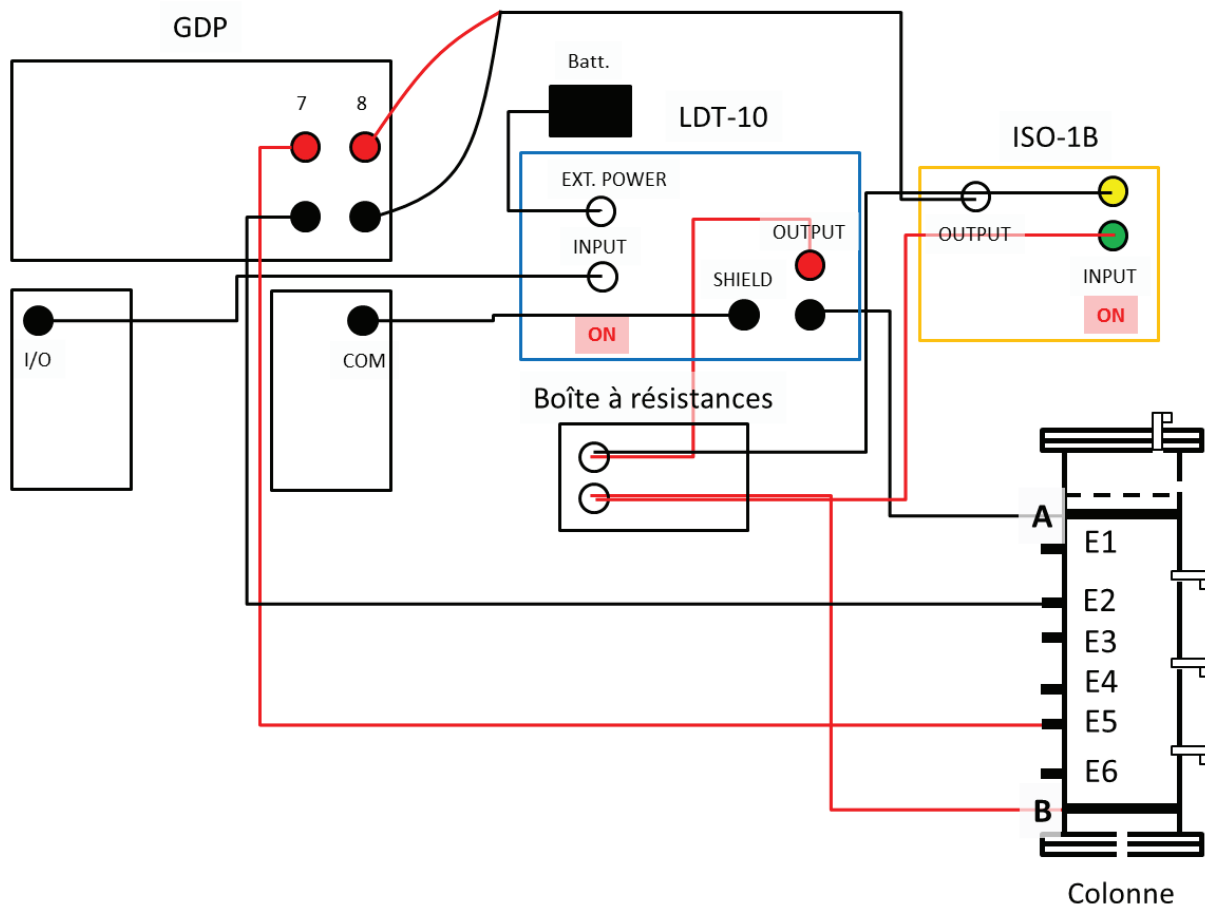 GDP
7
8
Batt.
LDT-10
ISO-1B
EXT. POWER
INPUT
OUTPUT
SHIELD
ON
OUTPUT
INPUT
ON
I/O
COM
Boîte à résistances
A
E1
E2
E3
E4
E5
E6
B
Colonne